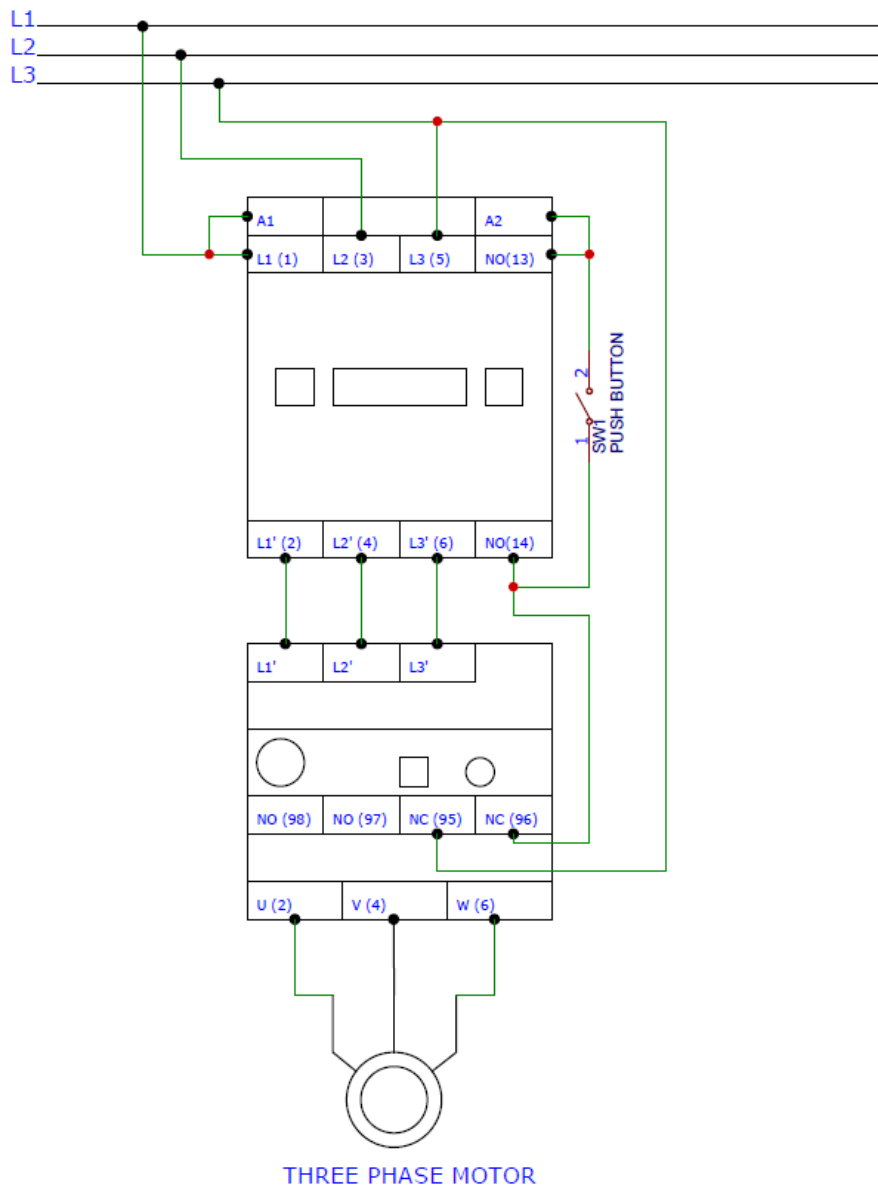 L1
L2
L3
A1
A2
L1 (1)
L2 (3)
L3 (5)
NO(13)
2
1
SW1
PUSH BUTTON
L1' (2)
L2' (4)
L3' (6)
NO(14)
L1'
L2'
L3'
NO (98)
NO (97)
NC (95)
NC (96)
U (2)
V (4)
W (6)
THREE PHASE MOTOR